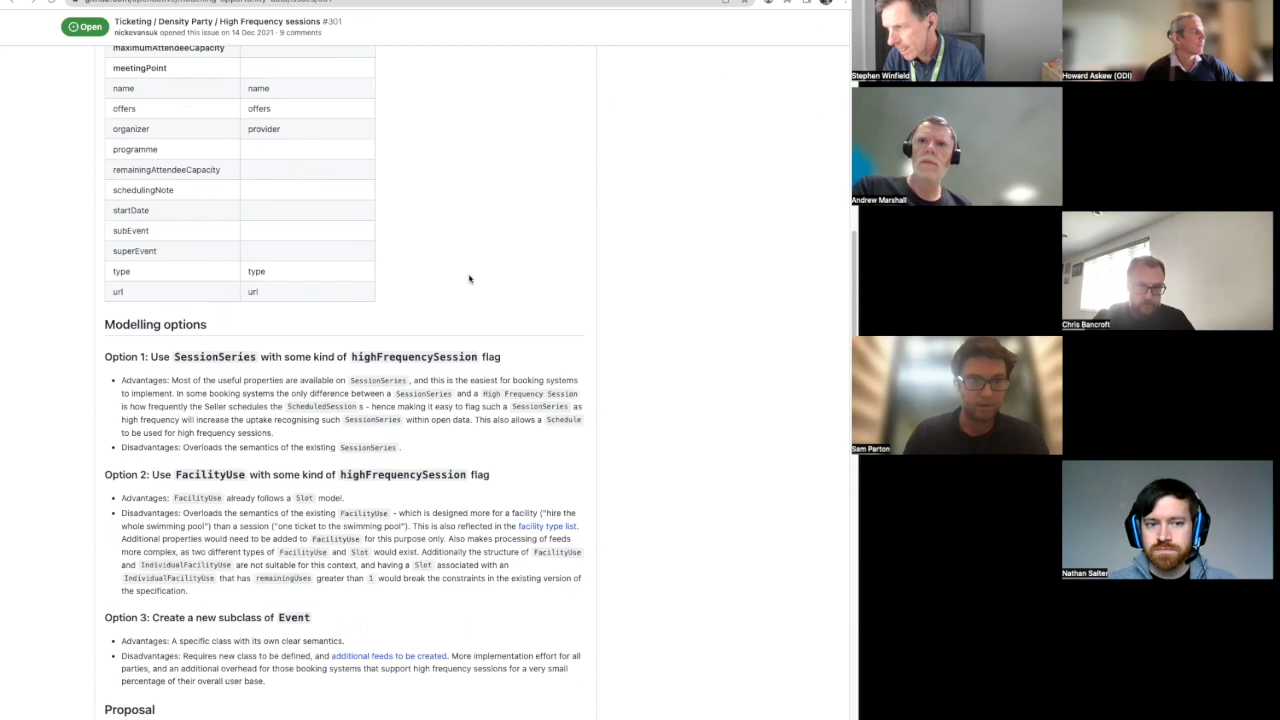 Open
Ticketing / Density Party / High Frequency sessions #301
nickevansuk opened this issue on 14 Dec 2021 · 9 comments
maximumAttendeeCapacity
meetingPoint
name name
offers offers
organizer provider
programme
remainingAttendeeCapacity
schedulingNote
startDate
subEvent
superEvent
type type
url url
Modelling options
Option 1: Use SessionSeries with some kind of highFrequencySession flag
• Advantages: Most of the useful properties are available on SessionSeries, and this is the easiest for booking systems
to implement. In some booking systems the only difference between a SessionSeries and a High Frequency Session
is how frequently the Seller schedules the ScheduledSession s - hence making it easy to flag such a SessionSeries as
high frequency will increase the uptake recognising such SessionSeries within open data. This also allows a Schedule
to be used for high frequency sessions.
• Disadvantages: Overloads the semantics of the existing SessionSeries.
Option 2: Use FacilityUse with some kind of highFrequencySession flag
• Advantages: FacilityUse already follows a Slot model.
• Disadvantages: Overloads the semantics of the existing FacilityUse - which is designed more for a facility ("hire the
whole swimming pool") than a session ("one ticket to the swimming pool"). This is also reflected in the facility type list.
Additional properties would need to be added to FacilityUse for this purpose only. Also makes processing of feeds
more complex, as two different types of FacilityUse and Slot would exist. Additionally the structure of FacilityUse
and IndividualFacilityUse are not suitable for this context, and having a Slot associated with an
IndividualFacilityUse that has remainingUses greater than 1 would break the constraints in the existing version of
the specification.
Option 3: Create a new subclass of Event
• Advantages: A specific class with its own clear semantics.
• Disadvantages: Requires new class to be defined, and additional feeds to be created. More implementation effort for all
parties, and an additional overhead for those booking systems that support high frequency sessions for a very small
percentage of their overall user base.
Proposal
Stephen Winfield
Howard Askew (ODI)
Andrew Marshall
Chris Bancroft
Sam Parton
Nathan Salter